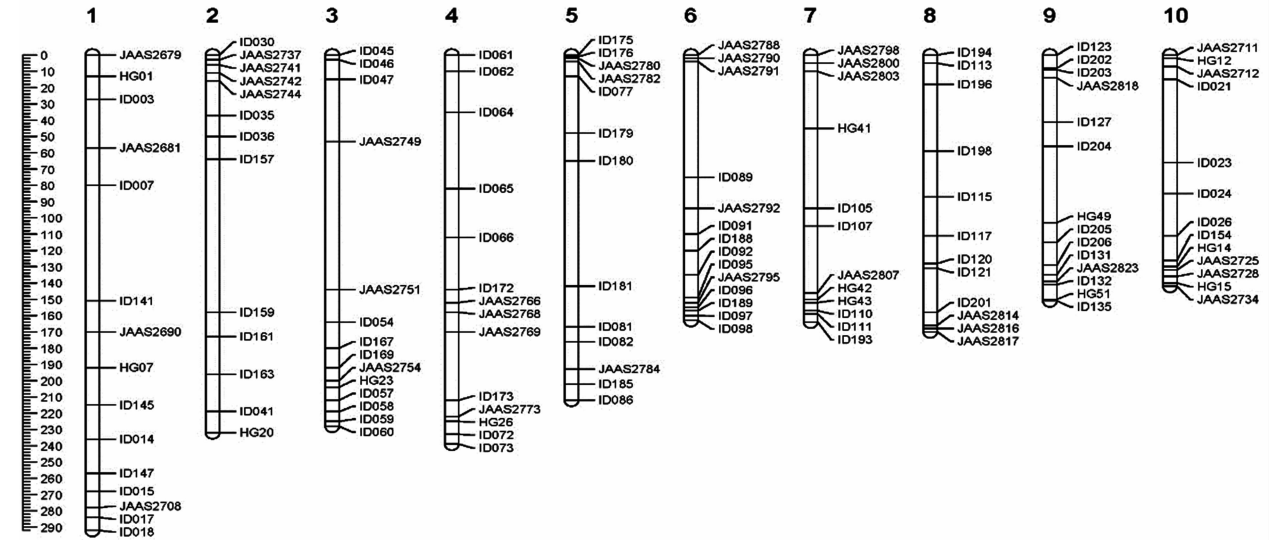 1 2 3 4 5 6 7 8 9 10
0
10
20
30
40
50
60
70
80
90
100
110
120
130
140
150
160
170
180
190
200
210
220
230
240
250
260
270
280
290
JAAS2679
HG01
ID003
JAAS2681
ID007
ID141
JAAS2690
HG07
ID145
ID014
ID147
ID015
JAAS2708
ID017
ID018
ID030
JAAS2737
JAAS2741
JAAS2742
JAAS2744
ID035
ID036
ID157
ID159
ID161
ID163
ID041
HG20
ID045
ID046
ID047
JAAS2749
JAAS2751
ID054
ID167
ID169
JAAS2754
HG23
ID057
ID058
ID059
ID060
ID061
ID062
ID064
ID065
ID066
ID172
JAAS2766
JAAS2768
JAAS2769
ID173
JAAS2773
HG26
ID072
ID073
ID175
ID176
JAAS2780
JAAS2782
ID077
ID179
ID180
ID181
ID081
ID082
JAAS2784
ID185
ID086
JAAS2788
JAAS2790
JAAS2791
ID089
JAAS2792
ID091
ID188
ID092
ID095
JAAS2795
ID096
ID189
ID097
ID098
JAAS2798
JAAS2800
JAAS2803
HG41
ID105
ID107
JAAS2807
HG42
HG43
ID110
ID111
ID193
ID194
ID113
ID196
ID198
ID115
ID117
ID120
ID121
ID201
JAAS2814
JAAS2816
JAAS2817
ID123
ID202
ID203
JAAS2818
ID127
ID204
HG49
ID205
ID206
ID131
JAAS2823
ID132
HG51
ID135
JAAS2711
HG12
JAAS2712
ID021
ID023
ID024
ID026
ID154
HG14
JAAS2725
JAAS2728
HG15
JAAS2734